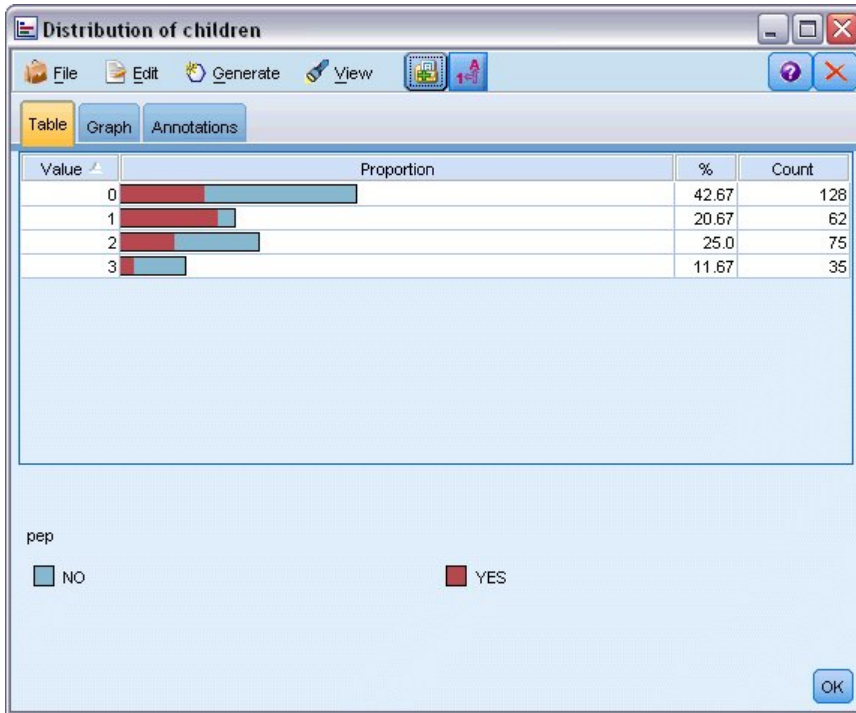 Distribution of children
File Edit Generate View
Table Graph Annotations
Value Proportion % Count
0 42.67 128
1 20.67 62
2 25.0 75
3 11.67 35
pep
NO YES
OK